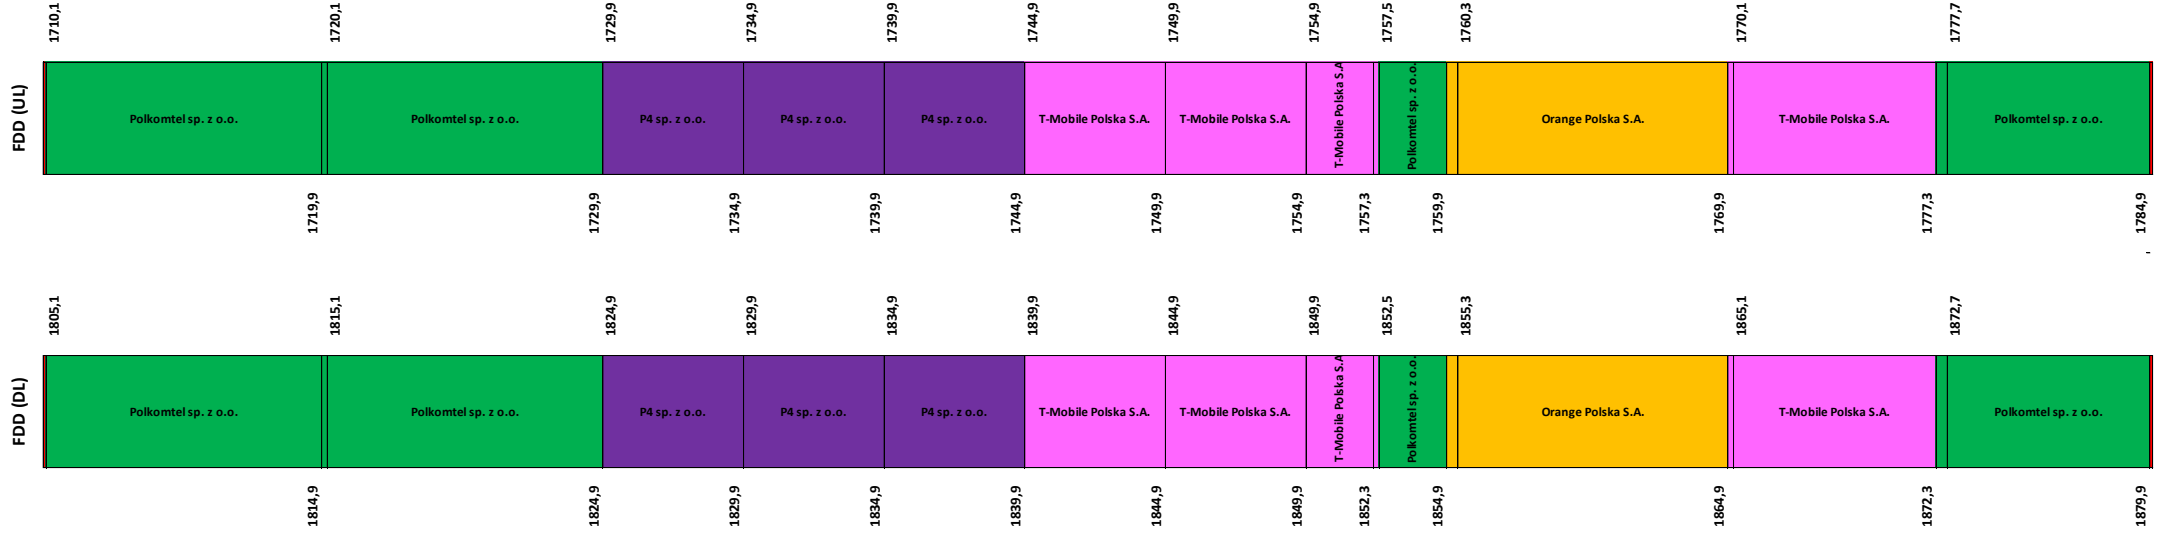 1710,1 1720,1 1729,9 1734,9 1739,9 1744,9 1749,9 1754,9 1757,5 1760,3 1770,1 1777,7
FDD (UL)
Polkomtel sp. z o.o. Polkomtel sp. z o.o. P4 sp. z o.o. P4 sp. z o.o. P4 sp. z o.o. T-Mobile Polska S.A. T-Mobile Polska S.A. T-Mobile Polska S.A Polkomtel sp. z o.o. Orange Polska S.A. T-Mobile Polska S.A. Polkomtel sp. z o.o.
1719,9 1729,9 1734,9 1739,9 1744,9 1749,9 1754,9 1757,3 1759,9 1769,9 1777,3 1784,9
-
1805,1 1815,1 1824,9 1829,9 1834,9 1839,9 1844,9 1849,9 1852,5 1855,3 1865,1 1872,7
FDD (DL)
Polkomtel sp. z o.o. Polkomtel sp. z o.o. P4 sp. z o.o. P4 sp. z o.o. P4 sp. z o.o. T-Mobile Polska S.A. T-Mobile Polska S.A. T-Mobile Polska S.A Polkomtel sp. z o.o. Orange Polska S.A. T-Mobile Polska S.A. Polkomtel sp. z o.o.
1814,9 1824,9 1829,9 1834,9 1839,9 1844,9 1849,9 1852,3 1854,9 1864,9 1872,3 1879,9